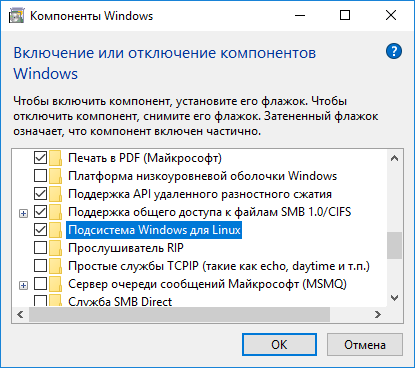 Компоненты Windows
Включение или отключение компонентов
Windows
?
Чтобы включить компонент, установите его флажок. Чтобы
отключить компонент, снимите его флажок. Затененный флажок
означает, что компонент включен частично.
Печать в PDF (Майкрософт)
Платформа низкоуровневой оболочки Windows
Поддержка API удаленного разностного сжатия
Поддержка общего доступа к файлам SMB 1.0/CIFS
Подсистема Windows для Linux
Прослушиватель RIP
Простые службы TCPIP (такие как echo, daytime и т.п.)
Сервер очереди сообщений Майкрософт (MSMQ)
Служба SMB Direct
ОК
Отмена